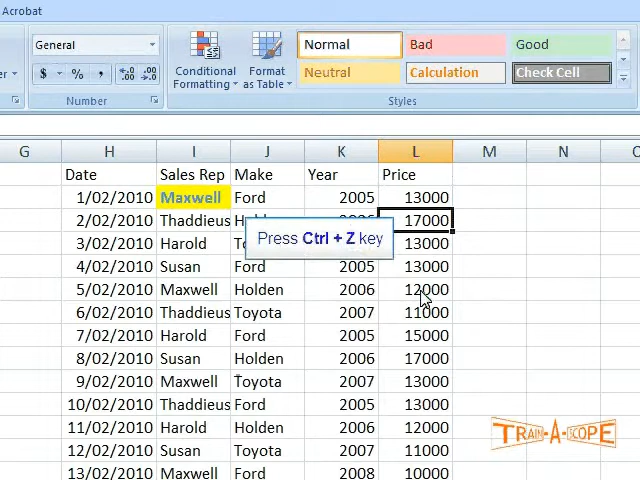 Acrobat
General
$ % , .00
Number
Conditional Formatting
Format as Table
Normal Bad Good
Neutral Calculation Check Cell
Styles
G H I J K L M N
Date Sales Rep Make Year Price
1/02/2010 Maxwell Ford 2005 13000
2/02/2010 Thaddieus 17000
3/02/2010 Harold 13000
Press Ctrl + Z key
4/02/2010 Susan Ford 2005 13000
5/02/2010 Maxwell Holden 2006 12000
6/02/2010 Thaddieus Toyota 2007 11000
7/02/2010 Harold Ford 2005 15000
8/02/2010 Susan Holden 2006 17000
9/02/2010 Maxwell Toyota 2007 13000
10/02/2010 Thaddieus Ford 2005 13000
11/02/2010 Harold Holden 2006 12000
12/02/2010 Susan Toyota 2007 11000
13/02/2010 Maxwell Ford 2008 10000
TRAIN-A-SCOPE